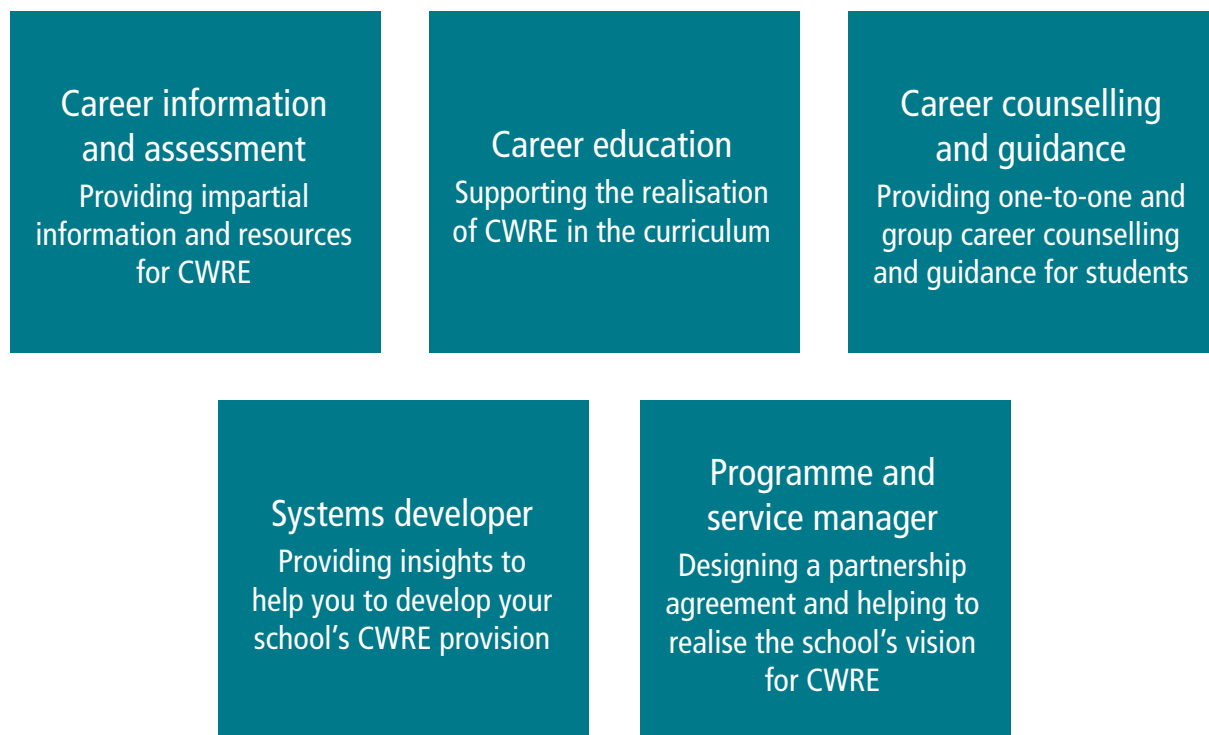 Career information
and assessment
Providing impartial
information and resources
for CWRE
Career education
Supporting the realisation
of CWRE in the curriculum
Career counselling
and guidance
Providing one-to-one and
group career counselling
and guidance for students
Systems developer
Providing insights to
help you to develop your
school’s CWRE provision
Programme and
service manager
Designing a partnership
agreement and helping to
realise the school’s vision
for CWRE